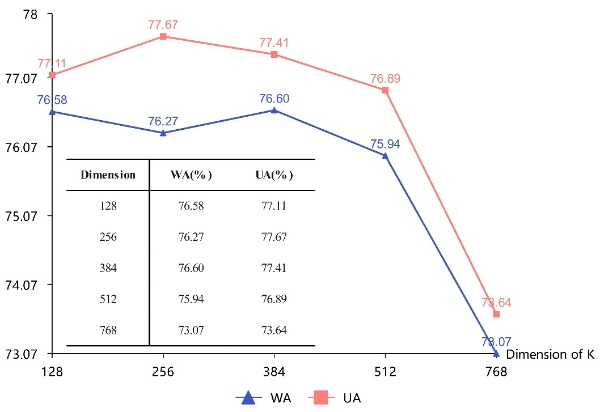 78
77.67
77.41
77.11
77.07
76.89
76.58
76.60
76.27
76.07
75.94
Dimension WA(%) UA(%)
128 76.58 77.11
75.07
256 76.27 77.67
384 76.60 77.41
74.07
512 75.94 76.89
73.64
768 73.07 73.64
73.07
73.07 Dimension of K
128 256 384 512 768
WA UA